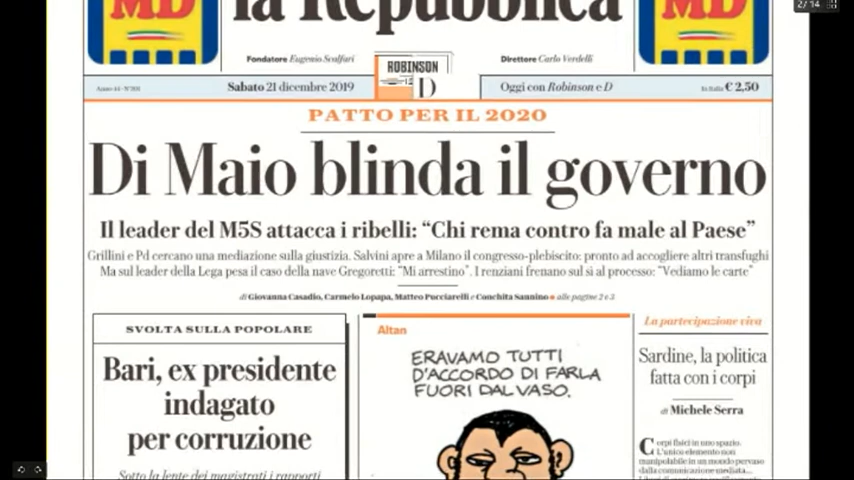 2/14
MD
la Repubblica
MD
Fondatore Eugenio Scalfari
ROBINSON
D
Direttore Carlo Verdelli
Sabato 21 dicembre 2019
Oggi con Robinson e D
In Italia € 2,50
PATTO PER IL 2020
Di Maio blinda il governo
Il leader del M5S attacca i ribelli: “Chi rema contro fa male al Paese”
Grillini e Pd cercano una mediazione sulla giustizia. Salvini apre a Milano il congresso-plebiscito: pronto ad accogliere altri transfughi
Ma sul leader della Lega pesa il caso della nave Gregoretti: “Mi arrestino”. I renziani frenano sul sì al processo: “Vediamo le carte”
di Giovanna Casadio, Carmelo Lopapa, Matteo Pucciarelli e Conchita Sannino ● alle pagine 2 e 3
SVOLTA SULLA POPOLARE
Bari, ex presidente
indagato
per corruzione
Sotto la lente dei magistrati i rapporti
Altan
ERAVAMO TUTTI
D'ACCORDO DI FARLA
FUORI DAL VASO.
La partecipazione viva
Sardine, la politica
fatta con i corpi
di Michele Serra
Corpi fisici in uno spazio.
L'unico elemento non
manipolabile in un mondo pervaso
dalla comunicazione mediata...